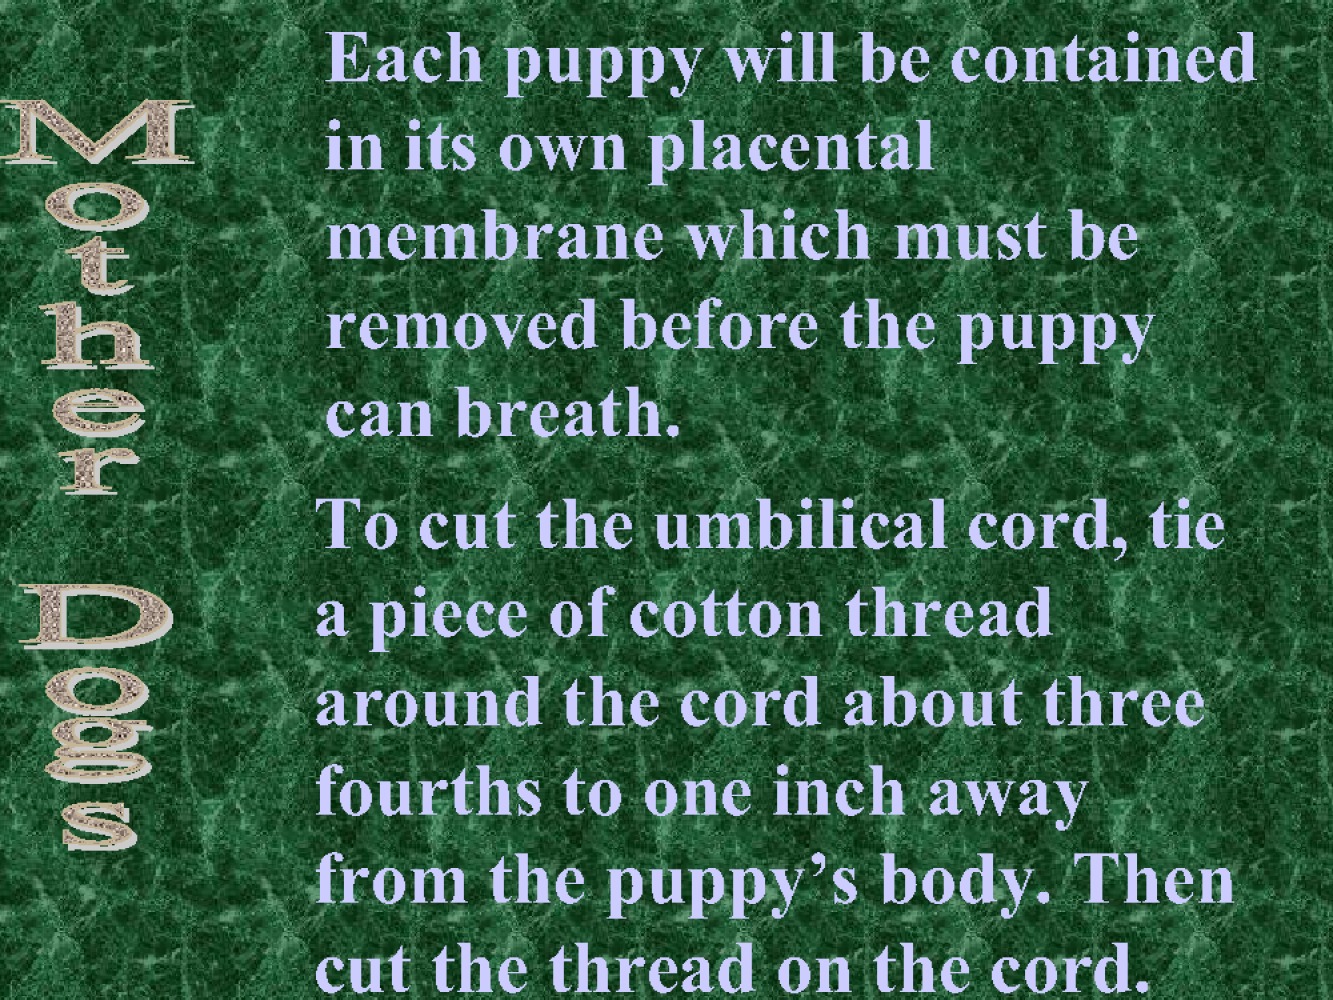 Mother Dogs
Each puppy will be contained
in its own placental
membrane which must be
removed before the puppy
can breath.
To cut the umbilical cord, tie
a piece of cotton thread
around the cord about three
fourths to one inch away
from the puppy’s body. Then
cut the thread on the cord.